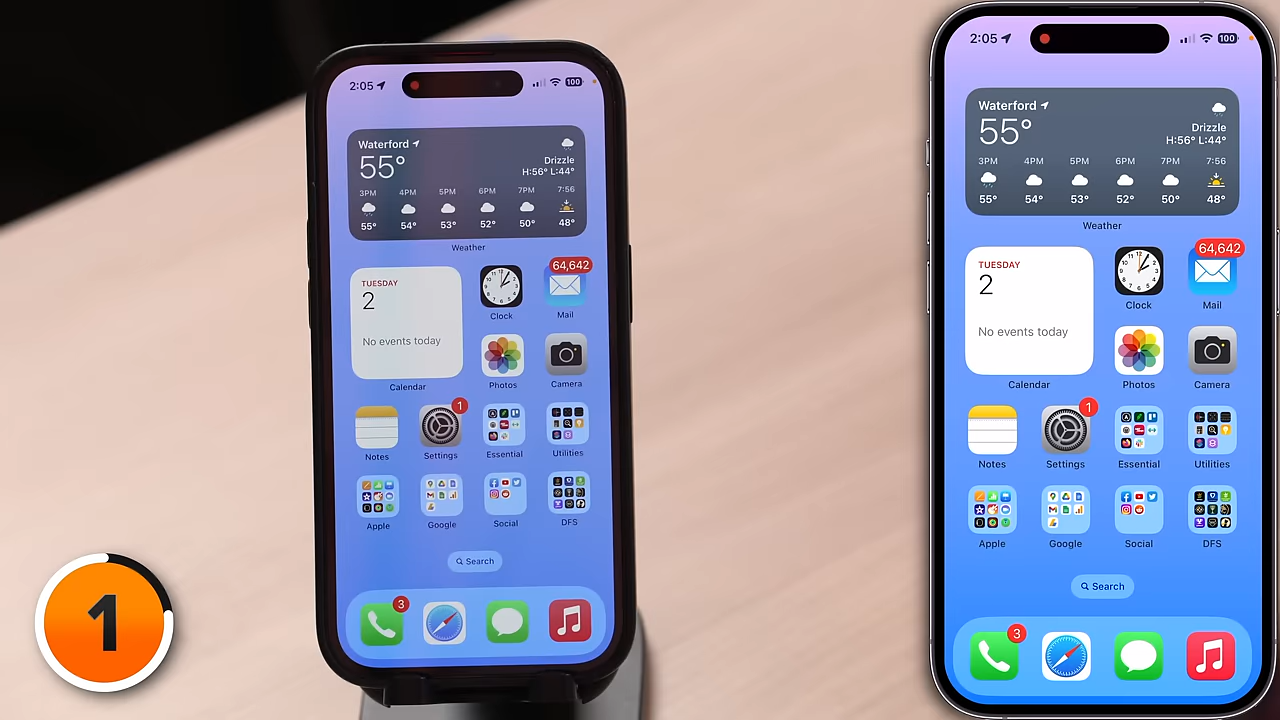 2:05
100
Waterford
55°
Drizzle
H:56° L:44°
3PM 4PM 5PM 6PM 7PM 7:56
55° 54° 53° 52° 50° 48°
Weather
TUESDAY
2
No events today
Calendar
Clock
64,642
Mail
Photos
Camera
Notes
1
Settings
Essential
Utilities
Apple
Google
Social
DFS
Search
3
1
2:05
100
Waterford
55°
Drizzle
H:56° L:44°
3PM 4PM 5PM 6PM 7PM 7:56
55° 54° 53° 52° 50° 48°
Weather
TUESDAY
2
No events today
Calendar
Clock
64,642
Mail
Photos
Camera
Notes
1
Settings
Essential
Utilities
Apple
Google
Social
DFS
Search
3